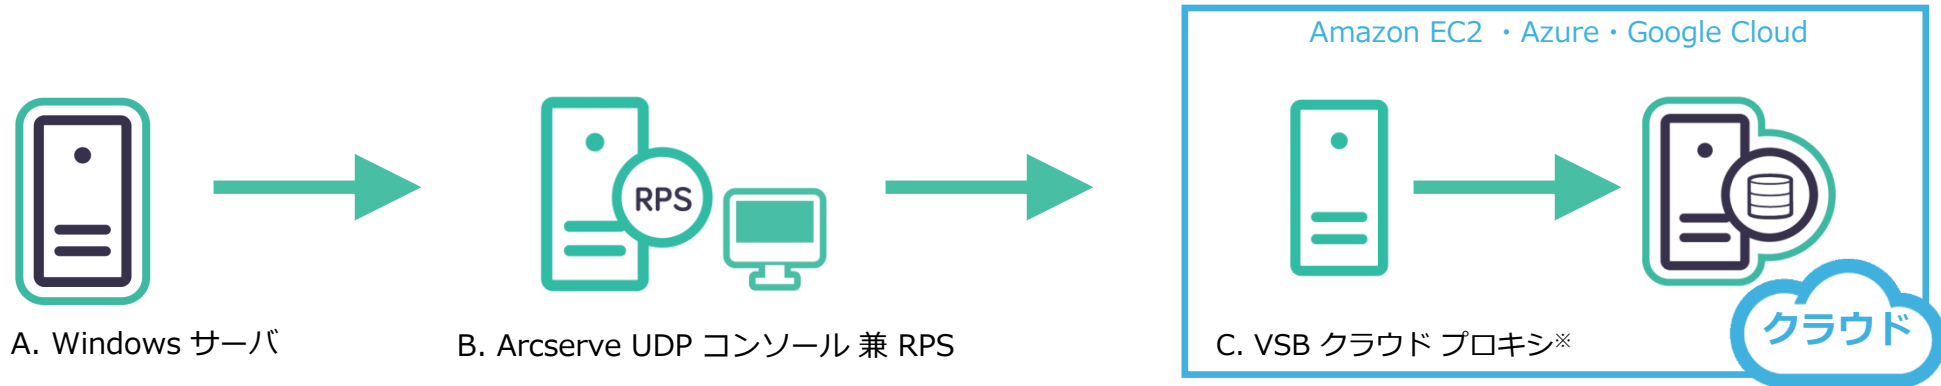 Amazon EC2 ・Azure・Google Cloud
RPS
A. Windows サーバ
B. Arcserve UDP コンソール 兼 RPS
C. VSB クラウド プロキシ※
クラウド